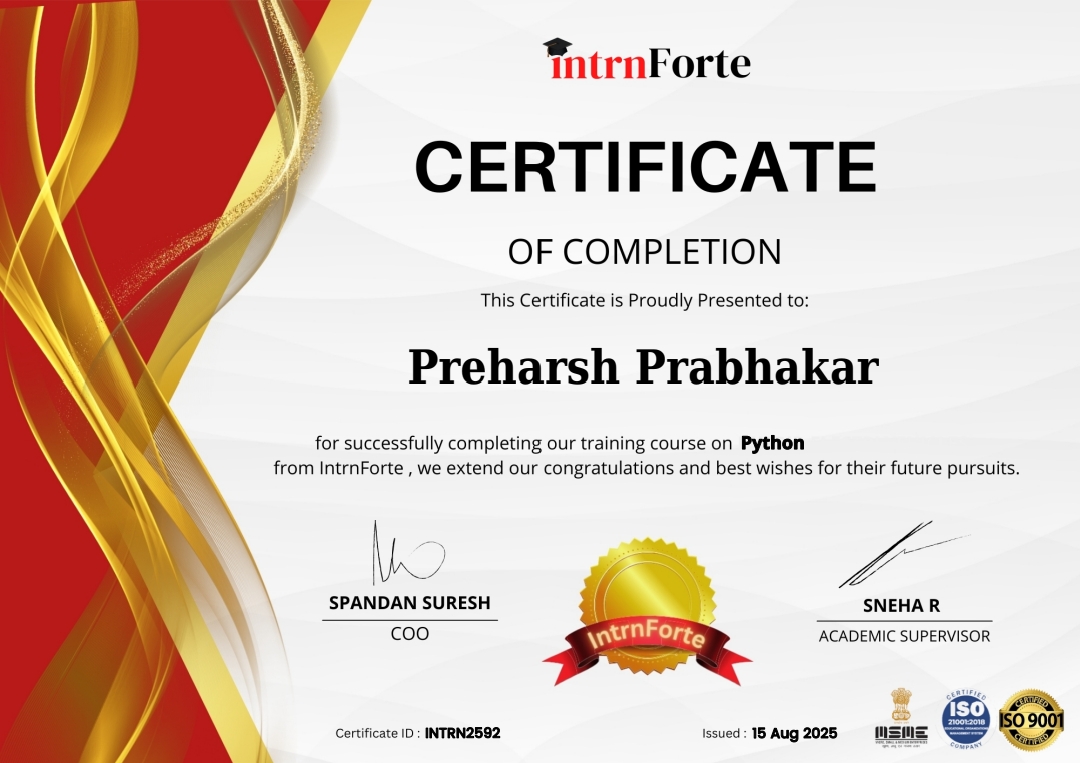 intrnForte
CERTIFICATE
OF COMPLETION
This Certificate is Proudly Presented to:
Preharsh Prabhakar
for successfully completing our training course on Python
from IntrnForte , we extend our congratulations and best wishes for their future pursuits.
SPANDAN SURESH
COO
IntrnForte
SNEHA R
ACADEMIC SUPERVISOR
Certificate ID : INTRN2592
Issued : 15 Aug 2025
MSME
CERTIFIED
ISO
21001:2018
COMPANY
CERTIFIED
ISO 9001
CERTIFIED